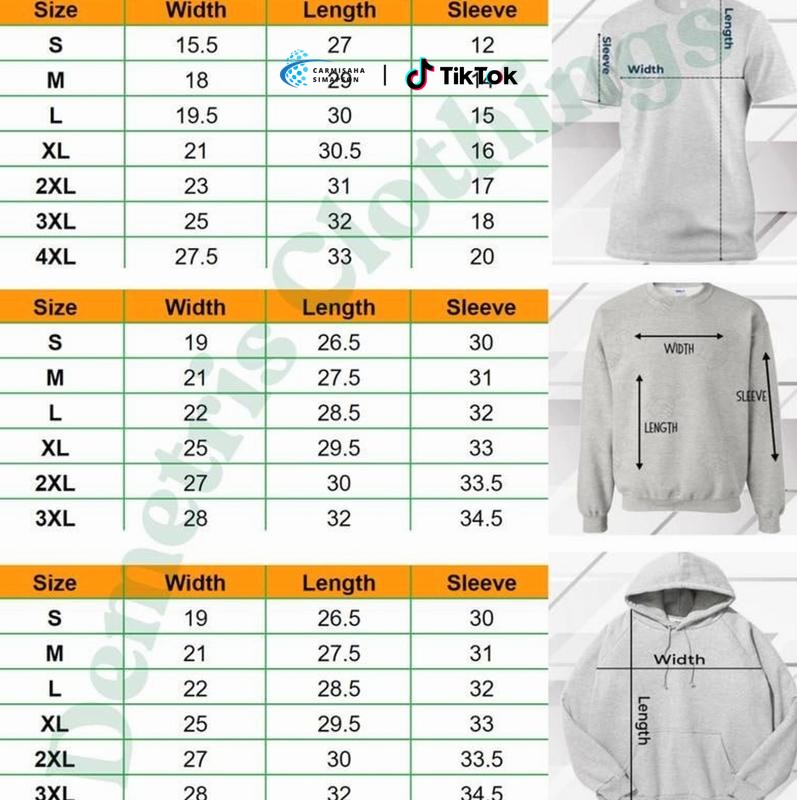 Size Width Length Sleeve
S 15.5 27 12
M 18 29 14
L 19.5 30 15
XL 21 30.5 16
2XL 23 31 17
3XL 25 32 18
4XL 27.5 33 20
CARMISAHA
SIMAPSON
TikTok
Sleeve
Width
Length
Size Width Length Sleeve
S 19 26.5 30
M 21 27.5 31
L 22 28.5 32
XL 25 29.5 33
2XL 27 30 33.5
3XL 28 32 34.5
WIDTH
SLEEVE
LENGTH
Size Width Length Sleeve
S 19 26.5 30
M 21 27.5 31
L 22 28.5 32
XL 25 29.5 33
2XL 27 30 33.5
3XL 28 32 34.5
Width
Length
Demetris Clothings